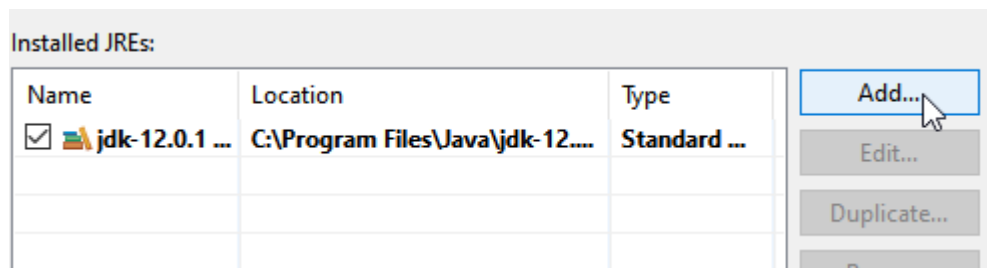 Installed JREs:
Name Location Type Add...
jdk-12.0.1 ... C:\Program Files\Java\jdk-12.... Standard ... Edit...
Duplicate...